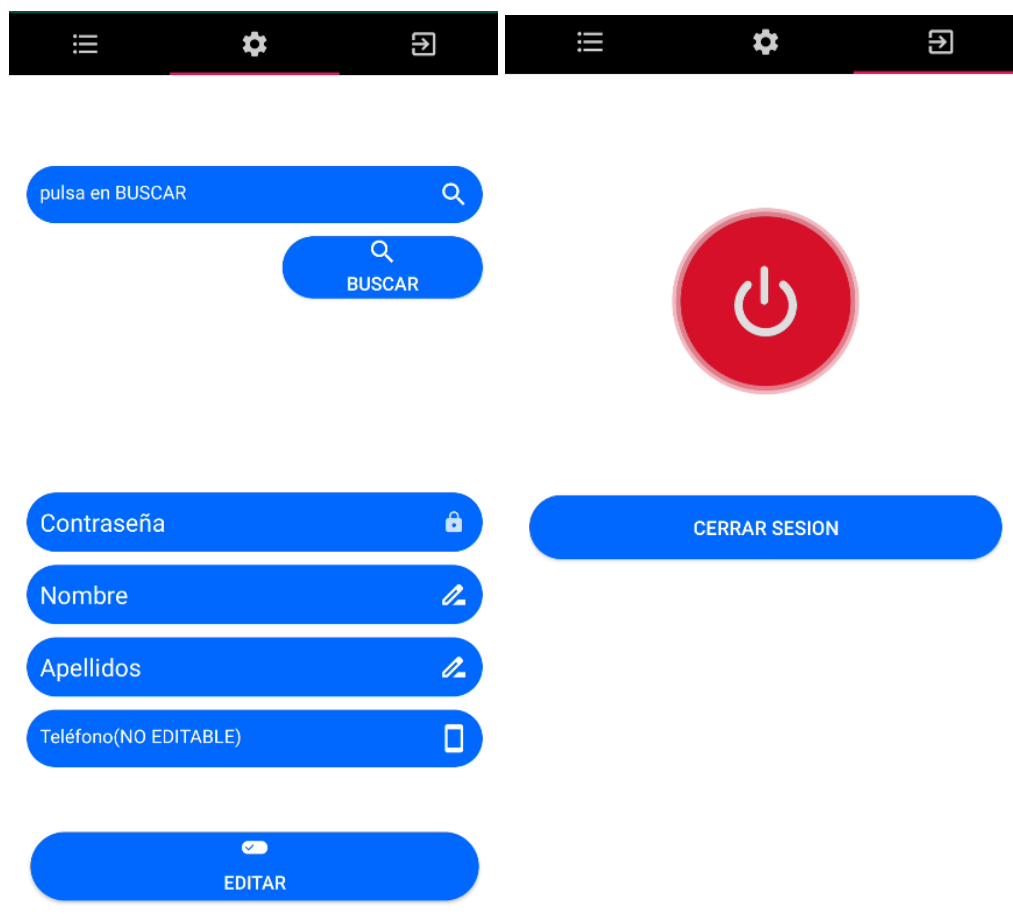 pulsa en BUSCAR
BUSCAR
Contraseña
Nombre
Apellidos
Teléfono(NO EDITABLE)
EDITAR
CERRAR SESION